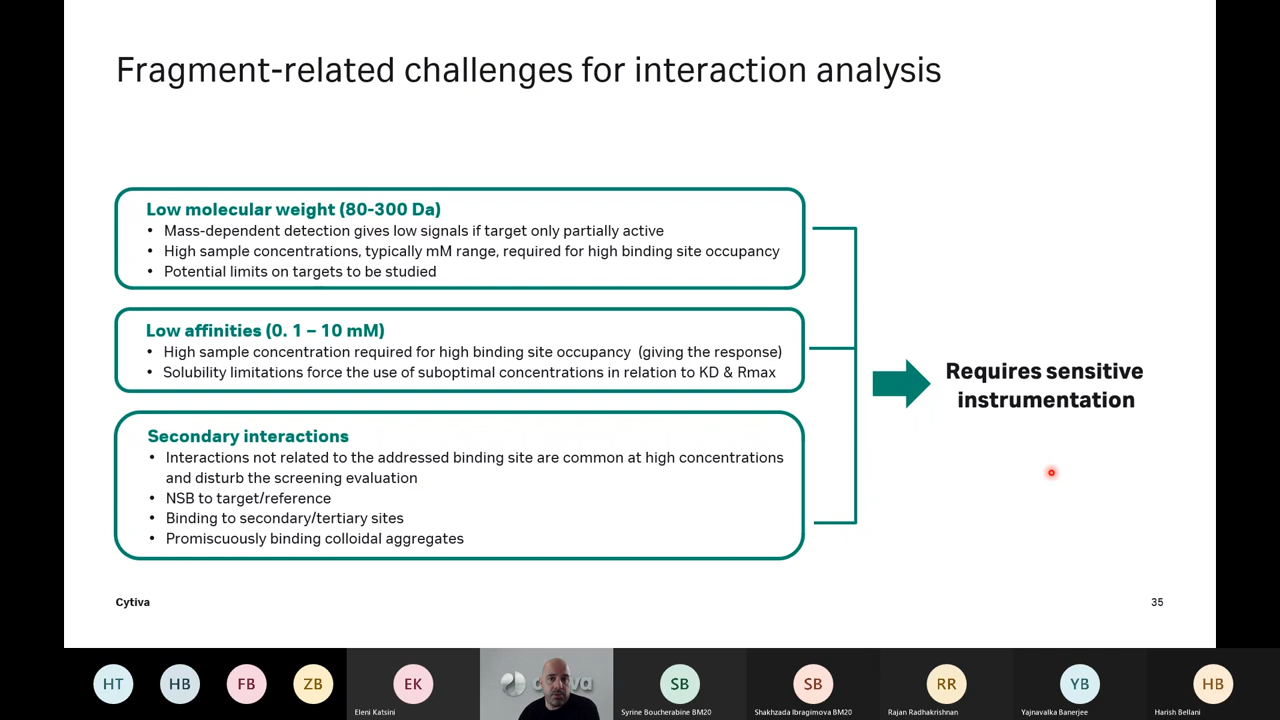 Fragment-related challenges for interaction analysis
Low molecular weight (80-300 Da)
• Mass-dependent detection gives low signals if target only partially active
• High sample concentrations, typically mM range, required for high binding site occupancy
• Potential limits on targets to be studied
Low affinities (0. 1 – 10 mM)
• High sample concentration required for high binding site occupancy (giving the response)
• Solubility limitations force the use of suboptimal concentrations in relation to KD & Rmax
Secondary interactions
• Interactions not related to the addressed binding site are common at high concentrations
and disturb the screening evaluation
• NSB to target/reference
• Binding to secondary/tertiary sites
• Promiscuously binding colloidal aggregates
Requires sensitive
instrumentation
Cytiva
35
HT
HB
FB
ZB
EK
SB
SB
RR
YB
HB
Eleni Katsini
Syrine Boucherabine BM20
Shakhzada Ibragimova BM20
Rajan Radhakrishnan
Yajnavalka Banerjee
Harish Bellani